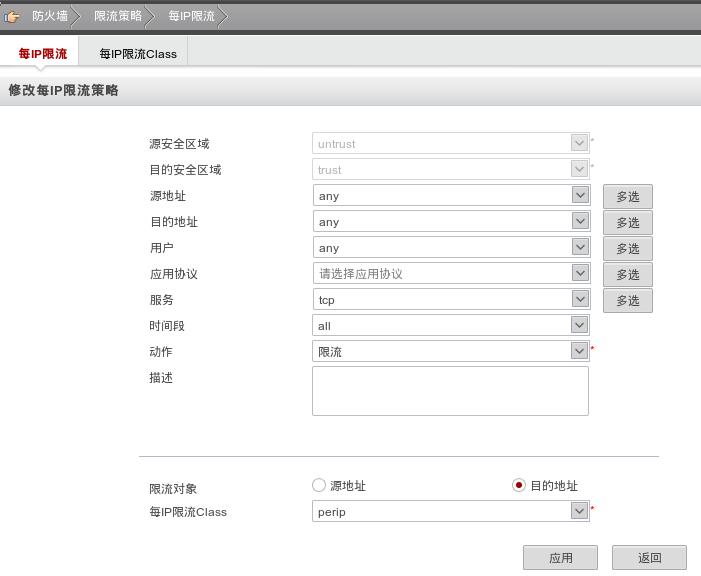 防火墙 限流策略 每IP限流
每IP限流 每IP限流Class
修改每IP限流策略
源安全区域 untrust *
目的安全区域 trust *
源地址 any 多选
目的地址 any 多选
用户 any 多选
应用协议 请选择应用协议 多选
服务 tcp 多选
时间段 all
动作 限流 *
描述
限流对象 源地址 目的地址
每IP限流Class perip *
应用 返回